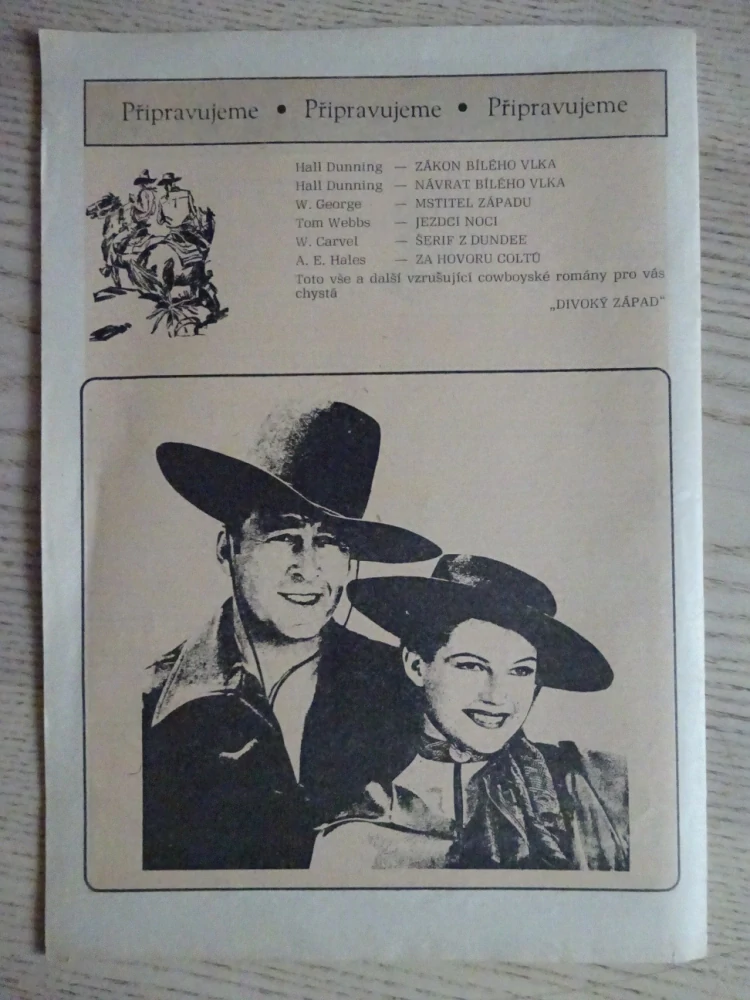 Připravujeme • Připravujeme • Připravujeme
Hall Dunning — ZÁKON BÍLÉHO VLKA
Hall Dunning — NÁVRAT BÍLÉHO VLKA
W. George — MSTITEL ZÁPADU
Tom Webbs — JEZDCI NOCI
W. Carvel — ŠERIF Z DUNDEE
A. E. Hales — ZA HOVORU COLTŮ
Toto vše a další vzrušující cowboyské romány pro vás
chystá
„DIVOKÝ ZÁPAD"